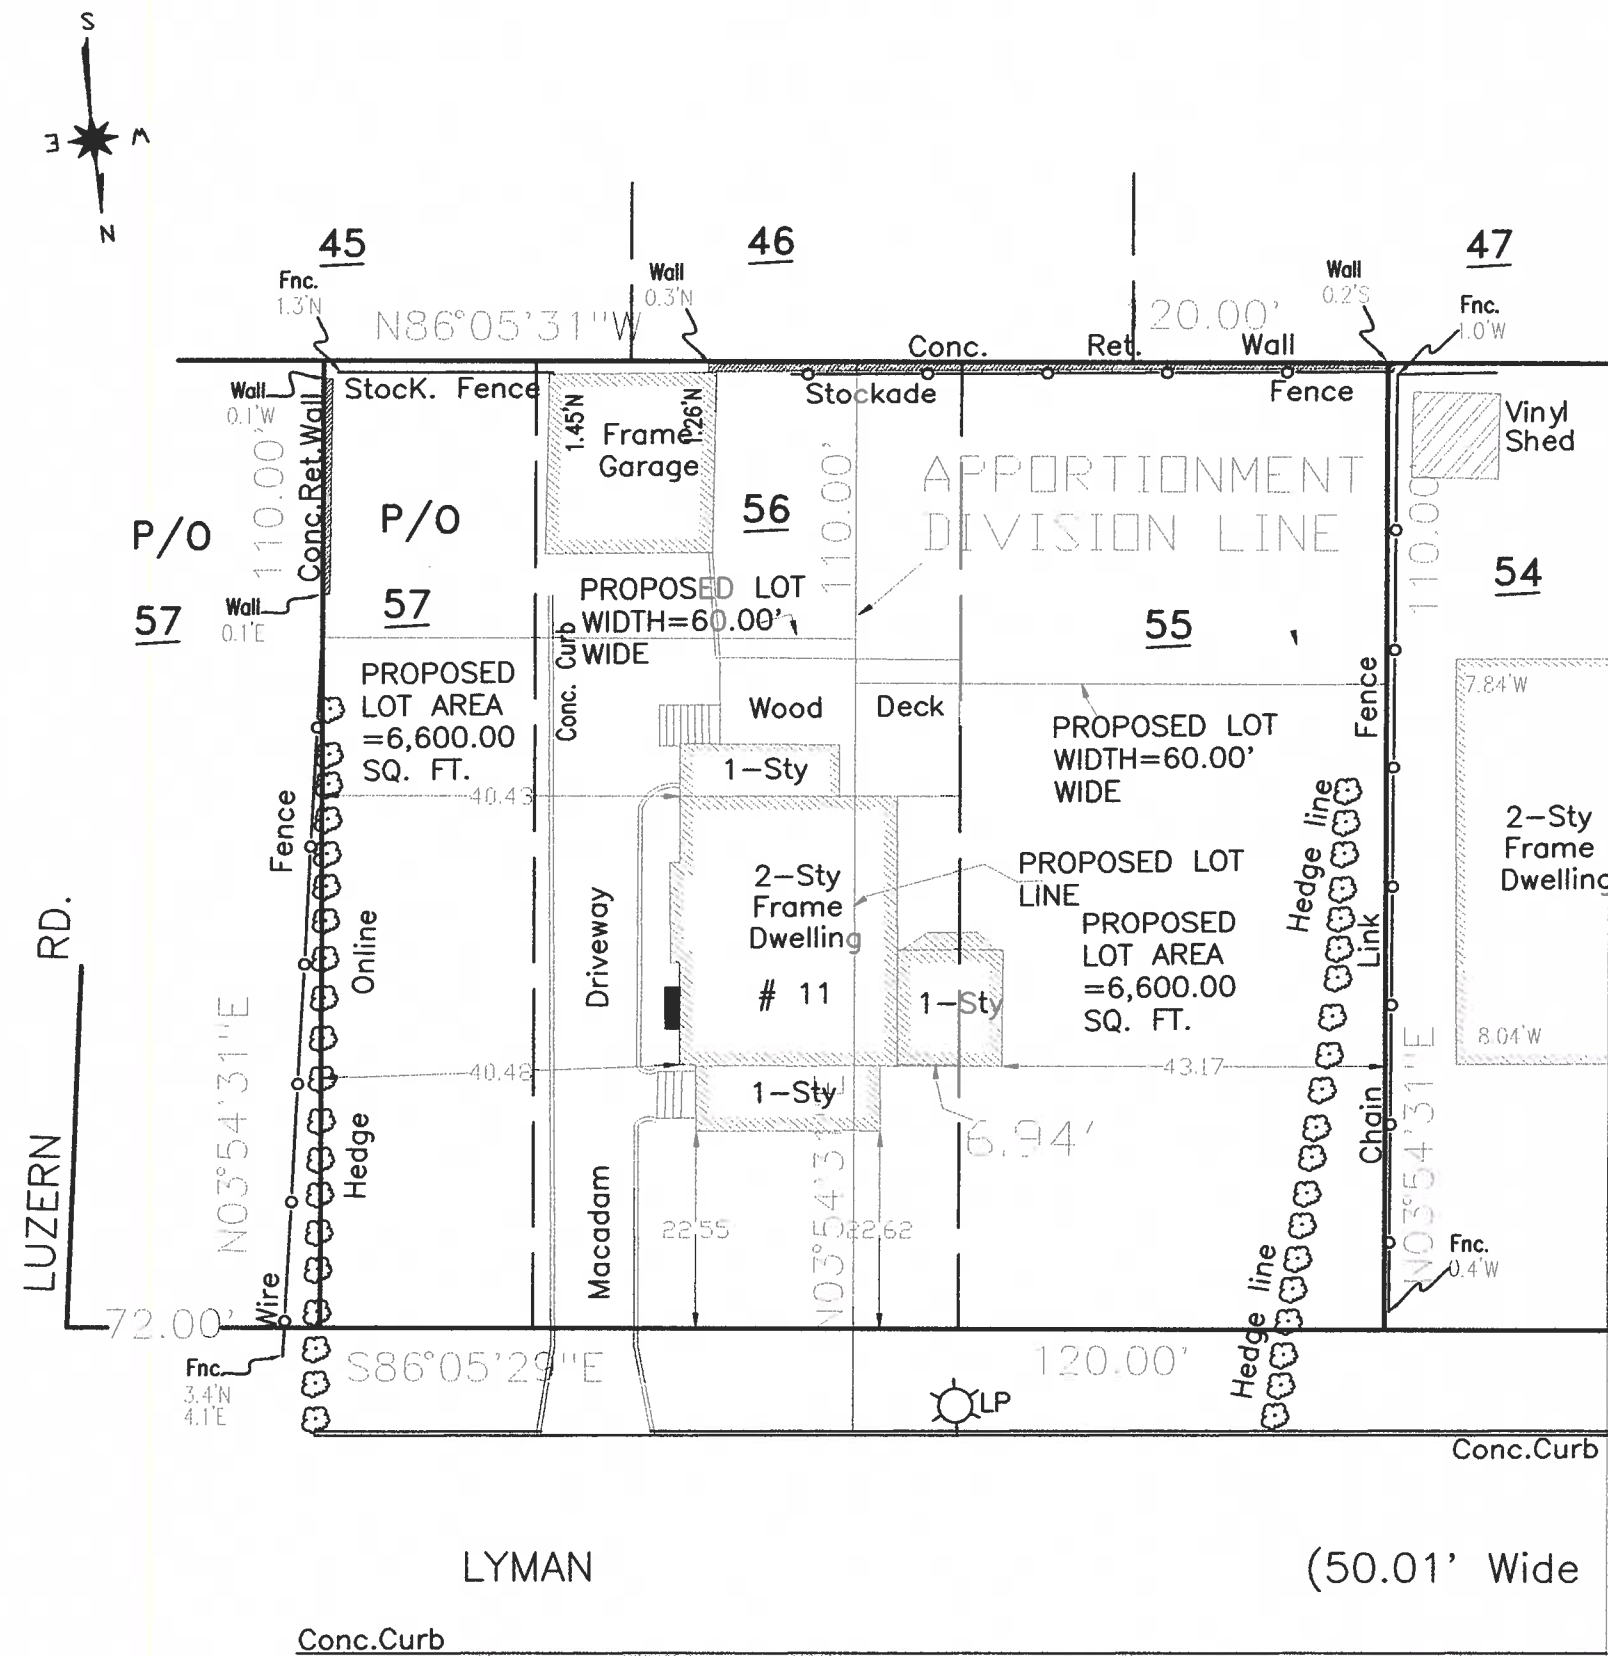 S
E
W
N
45
46
47
Fnc.
1.3'N
Wall
0.3'N
Wall
0.2'S
Fnc.
1.0'W
N86°05'31"W
120.00'
Conc. Ret. Wall
Wall
0.1'W
StocK. Fence
Stockade Fence
1.45'N
1.26'N
Frame
Garage
Vinyl
Shed
110.00'
Conc.Ret.Wall
110.00'
APPORTIONMENT
DIVISION LINE
110.00'
P/O
57
P/O
57
56
55
54
Wall
0.1'E
PROPOSED LOT
WIDTH=60.00'
WIDE
Conc. Curb
PROPOSED
LOT AREA
=6,600.00
SQ. FT.
Wood Deck
PROPOSED LOT
WIDTH=60.00'
WIDE
Fence
7.84'W
1-Sty
40.43
Fence
Hedge line
2-Sty
Frame
Dwelling
# 11
PROPOSED LOT
LINE
PROPOSED
LOT AREA
=6,600.00
SQ. FT.
2-Sty
Frame
Dwelling
Online
Driveway
Link
1-Sty
8.04'W
RD.
LUZERN
N03°54'31"E
40.48
43.17
1-Sty
6.94'
Hedge
Chain
N03°54'31"E
Macadam
22.55
22.62
N03°54'31"E
Wire
Fnc.
0.4'W
Hedge line
72.00'
Fnc.
3.4'N
4.1'E
S86°05'29"E
120.00'
Hedge line
LP
Conc.Curb
LYMAN
(50.01' Wide
Conc.Curb